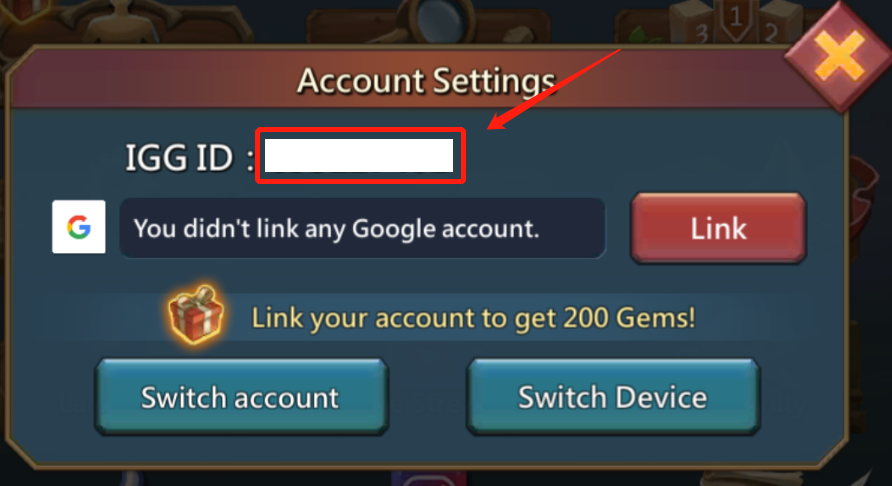 3 1 2
Account Settings
IGG ID :
G You didn't link any Google account. Link
Link your account to get 200 Gems!
Switch account Switch Device